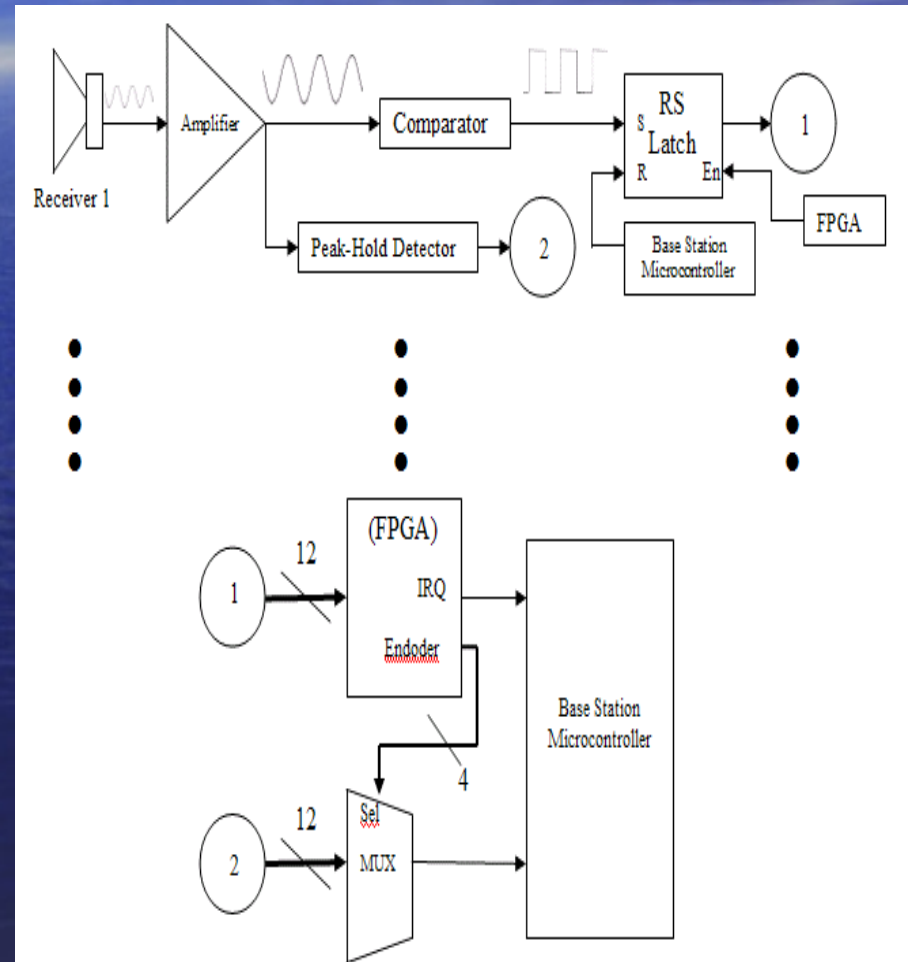 Receiver 1
Amplifier
Comparator
Peak-Hold Detector
2
S
RS
Latch
R
En
1
Base Station
Microcontroller
FPGA
1
12
(FPGA)
IRQ
Endoder
4
2
12
Sel
MUX
Base Station
Microcontroller